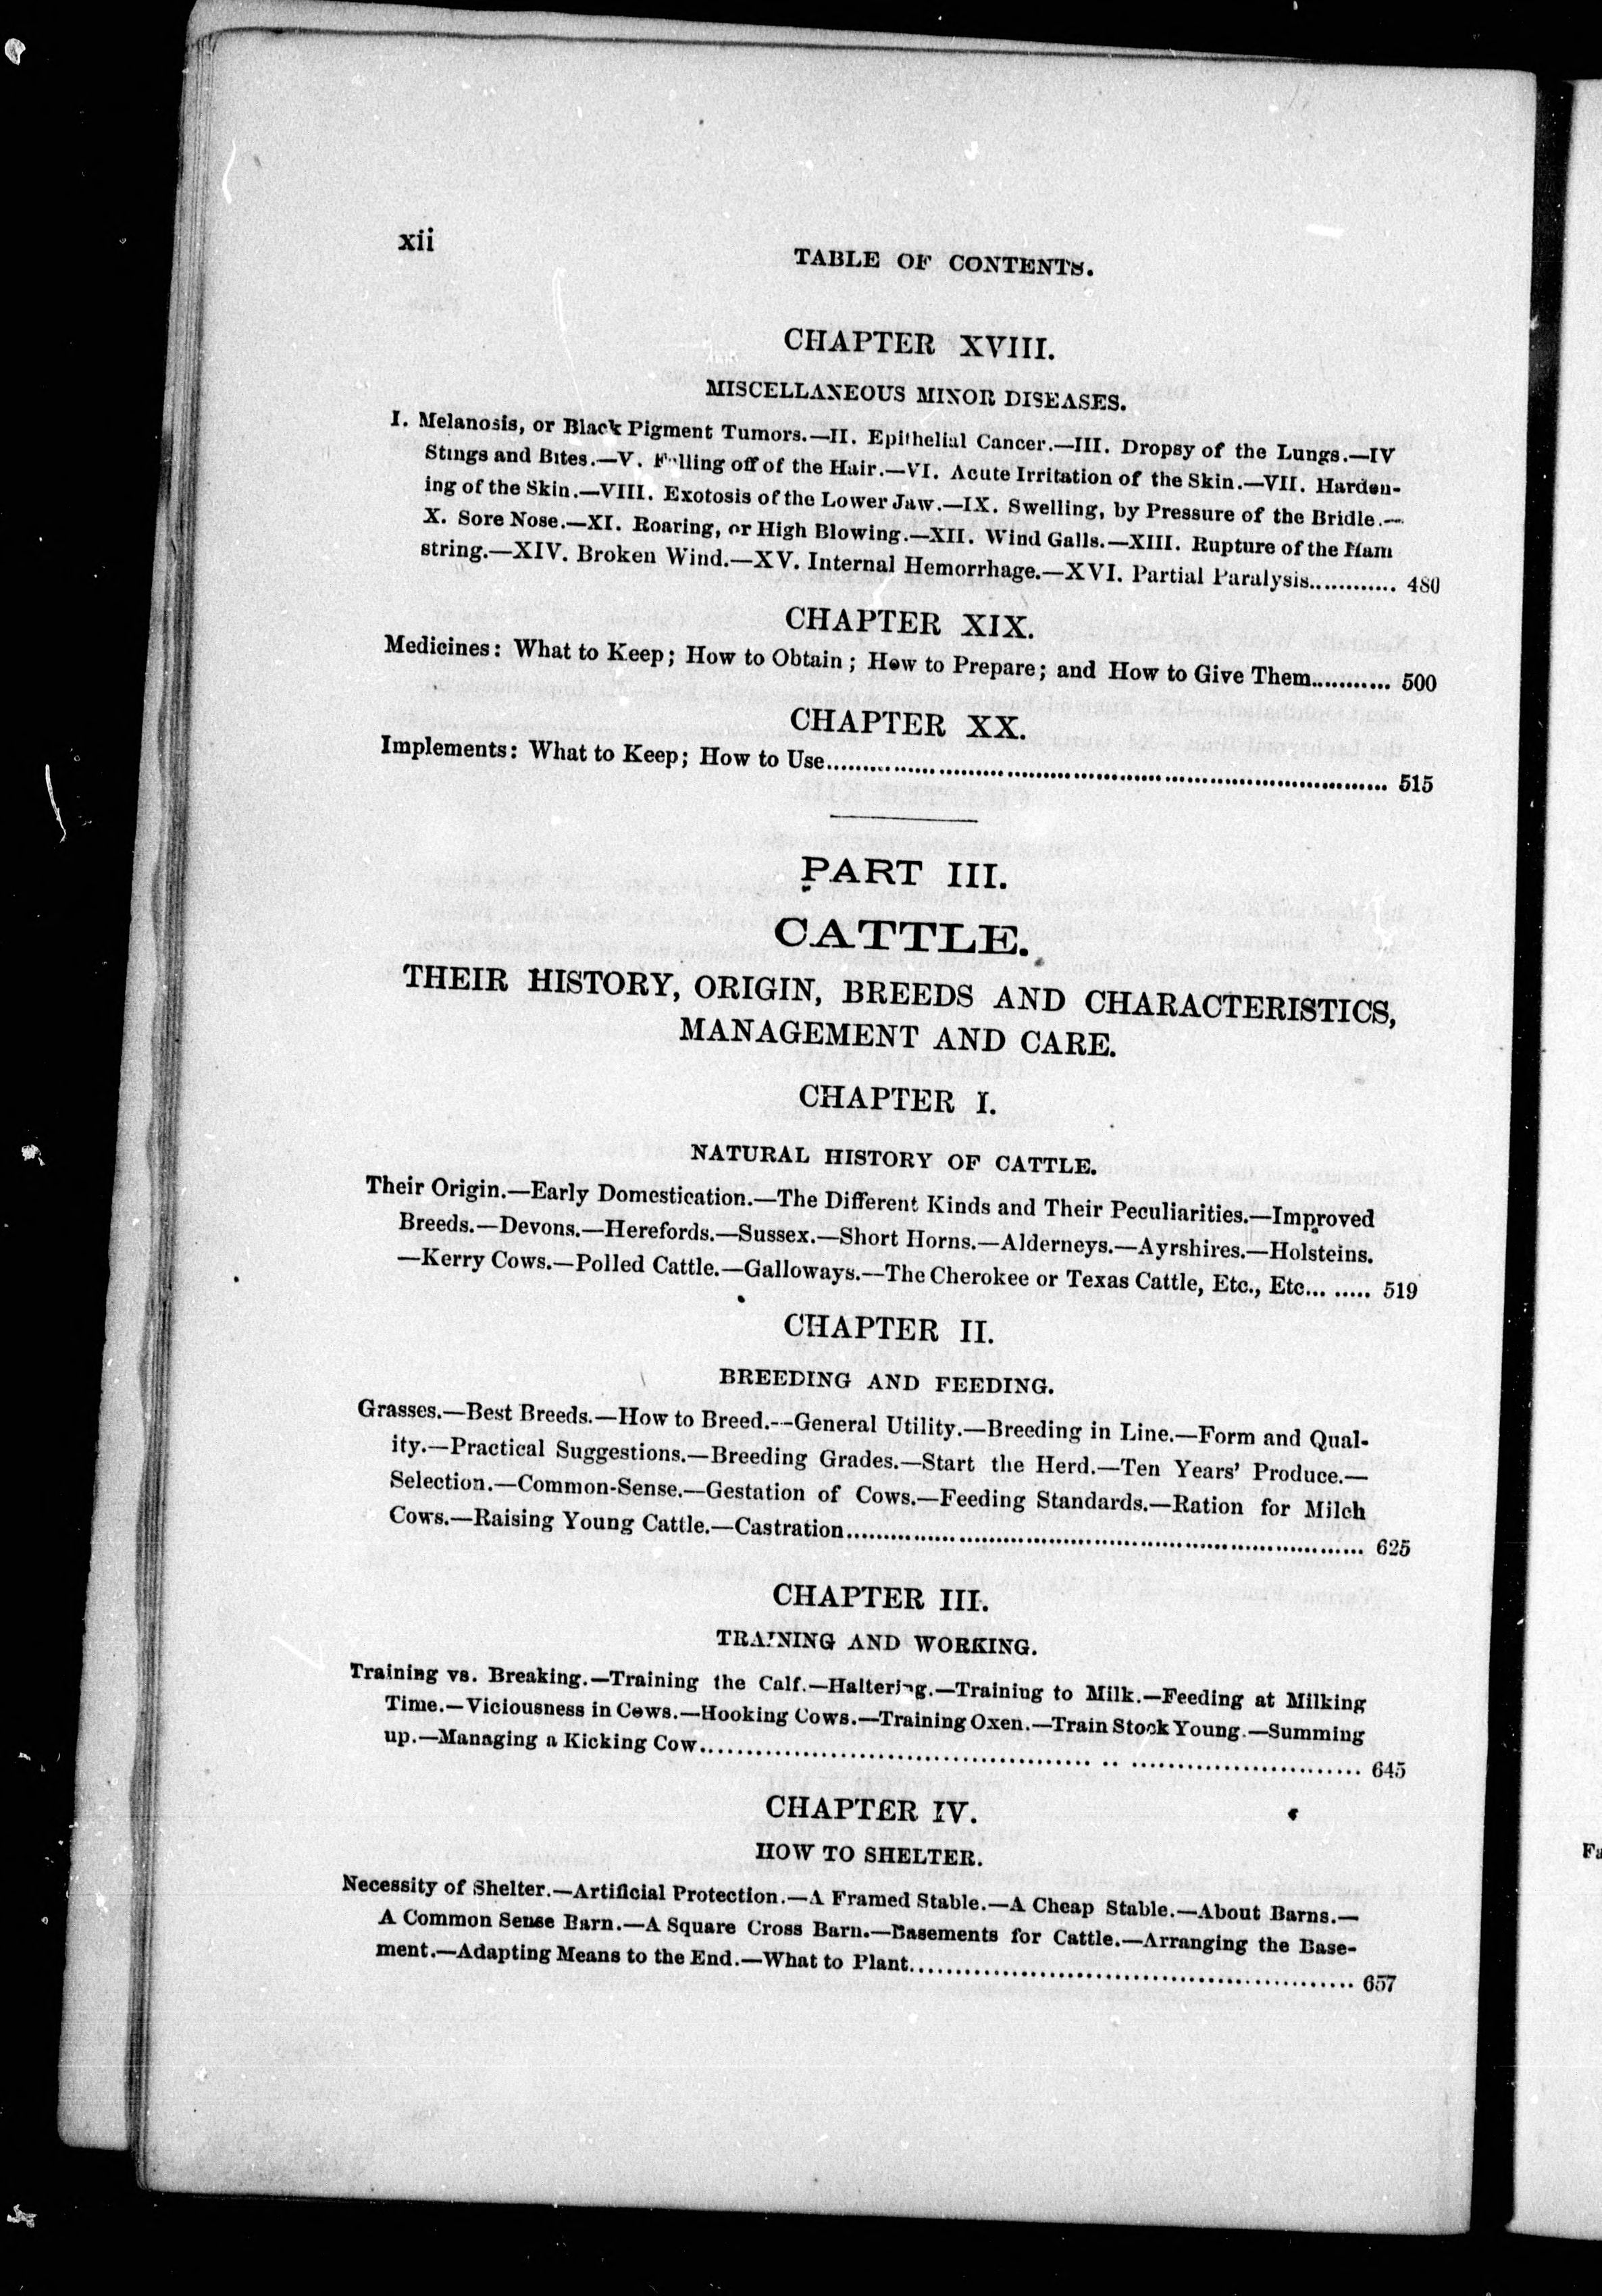 xii
TABLE OF CONTENTS.
CHAPTER XVIII.
MISCELLANEOUS MINOR DISEASES.
I. Melanosis, or Black Pigment Tumors.—II. Epithelial Cancer.—III. Dropsy of the Lungs.—IV
Stings and Bites.—V. Falling off of the Hair.—VI. Acute Irritation of the Skin.—VII. Harden-
ing of the Skin.—VIII. Exotosis of the Lower Jaw.—IX. Swelling, by Pressure of the Bridle.—
X. Sore Nose.—XI. Roaring, or High Blowing.—XII. Wind Galls.—XIII. Rupture of the Ham
string.—XIV. Broken Wind.—XV. Internal Hemorrhage.—XVI. Partial Paralysis............ 480
CHAPTER XIX.
Medicines: What to Keep; How to Obtain; How to Prepare; and How to Give Them........... 500
CHAPTER XX.
Implements: What to Keep; How to Use........................................................................ 515
PART III.
CATTLE.
THEIR HISTORY, ORIGIN, BREEDS AND CHARACTERISTICS,
MANAGEMENT AND CARE.
CHAPTER I.
NATURAL HISTORY OF CATTLE.
Their Origin.—Early Domestication.—The Different Kinds and Their Peculiarities.—Improved
Breeds.—Devons.—Herefords.—Sussex.—Short Horns.—Alderneys.—Ayrshires.—Holsteins.
—Kerry Cows.—Polled Cattle.—Galloways.—The Cherokee or Texas Cattle, Etc., Etc... ..... 519
CHAPTER II.
BREEDING AND FEEDING.
Grasses.—Best Breeds.—How to Breed.--General Utility.—Breeding in Line.—Form and Qual-
ity.—Practical Suggestions.—Breeding Grades.—Start the Herd.—Ten Years' Produce.—
Selection.—Common-Sense.—Gestation of Cows.—Feeding Standards.—Ration for Milch
Cows.—Raising Young Cattle.—Castration.................................................................. 625
CHAPTER III.
TRAINING AND WORKING.
Training vs. Breaking.—Training the Calf.—Haltering.—Training to Milk.—Feeding at Milking
Time.—Viciousness in Cows.—Hooking Cows.—Training Oxen.—Train Stock Young.—Summing
up.—Managing a Kicking Cow.......................................... .. ......................... 645
CHAPTER IV.
HOW TO SHELTER.
Necessity of Shelter.—Artificial Protection.—A Framed Stable.—A Cheap Stable.—About Barns.—
A Common Sense Barn.—A Square Cross Barn.—Basements for Cattle.—Arranging the Base-
ment.—Adapting Means to the End.—What to Plant................................................ 657